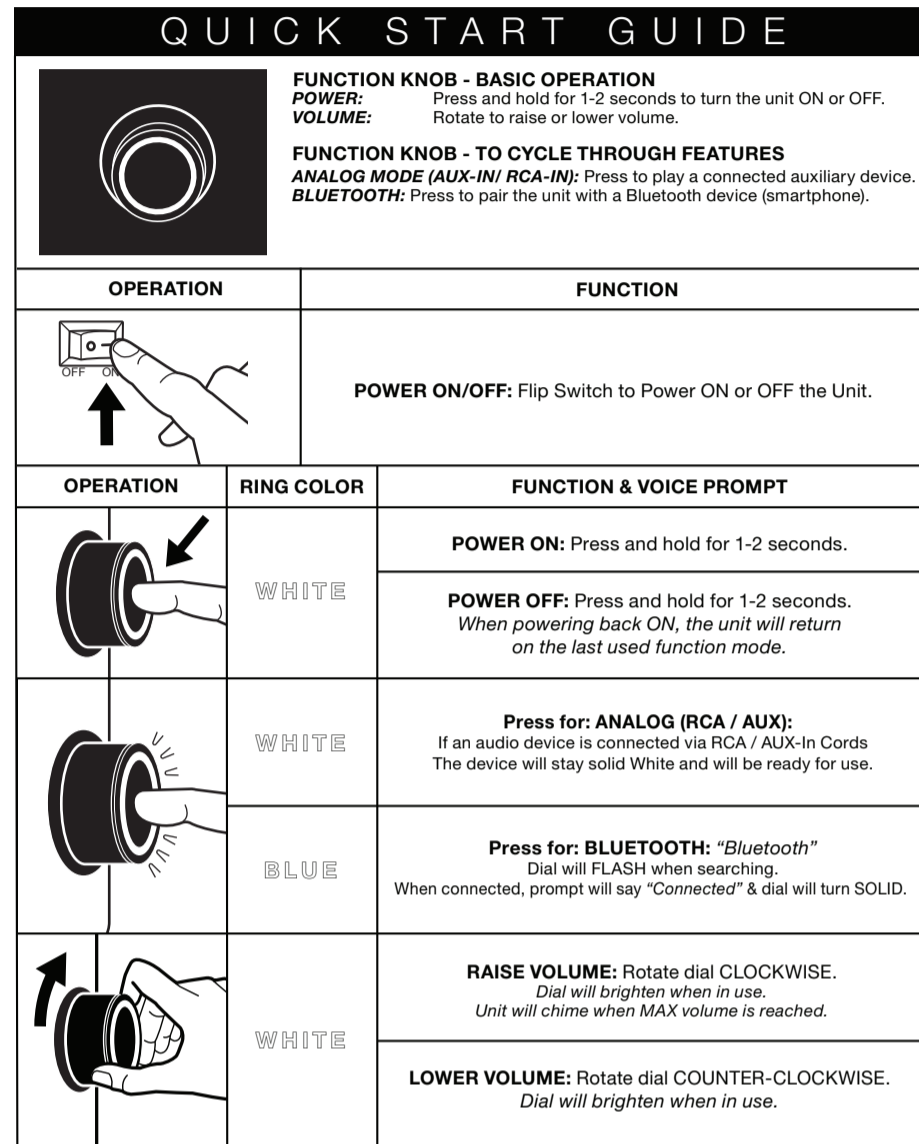 QUICK START GUIDE
FUNCTION KNOB - BASIC OPERATION
POWER: Press and hold for 1-2 seconds to turn the unit ON or OFF.
VOLUME: Rotate to raise or lower volume.
FUNCTION KNOB - TO CYCLE THROUGH FEATURES
ANALOG MODE (AUX-IN/ RCA-IN): Press to play a connected auxiliary device.
BLUETOOTH: Press to pair the unit with a Bluetooth device (smartphone).
OPERATION FUNCTION
OFF ON
POWER ON/OFF: Flip Switch to Power ON or OFF the Unit.
OPERATION RING COLOR FUNCTION & VOICE PROMPT
WHITE
POWER ON: Press and hold for 1-2 seconds.
POWER OFF: Press and hold for 1-2 seconds.
When powering back ON, the unit will return
on the last used function mode.
WHITE
Press for: ANALOG (RCA / AUX):
If an audio device is connected via RCA / AUX-In Cords
The device will stay solid White and will be ready for use.
BLUE
Press for: BLUETOOTH: “Bluetooth”
Dial will FLASH when searching.
When connected, prompt will say “Connected” & dial will turn SOLID.
WHITE
RAISE VOLUME: Rotate dial CLOCKWISE.
Dial will brighten when in use.
Unit will chime when MAX volume is reached.
LOWER VOLUME: Rotate dial COUNTER-CLOCKWISE.
Dial will brighten when in use.